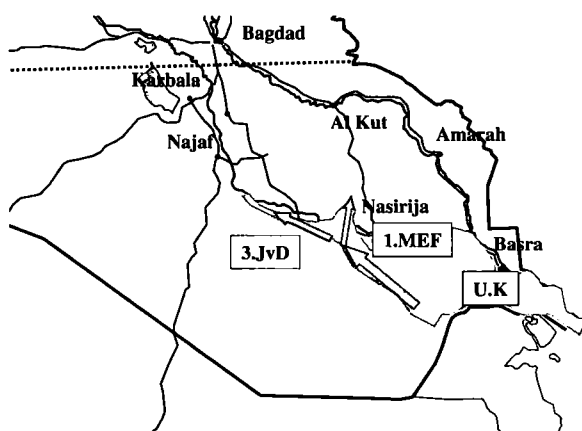 Bagdad
Karbala
Al Kut
Amarah
Najaf
Nasirija
1.MEF
Basra
3.JvD
U.K